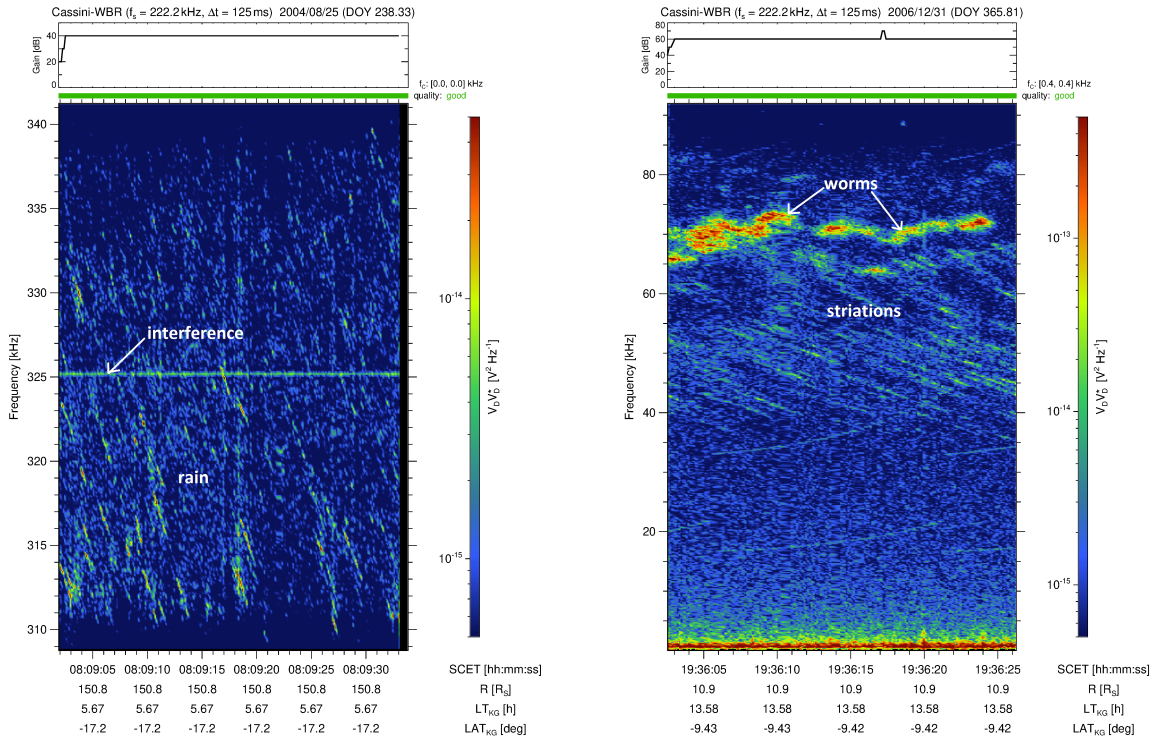 Cassini-WBR (fs = 222.2 kHz, Δt = 125 ms) 2004/08/25 (DOY 238.33)
Gain [dB]
40
20
0
fC: [0.0, 0.0] kHz
quality: good
Frequency [kHz]
340
335
330
325
320
315
310
interference
rain
10-14
10-15
VDVD* [V2 Hz-1]
08:09:05 08:09:10 08:09:15 08:09:20 08:09:25 08:09:30 SCET [hh:mm:ss]
150.8 150.8 150.8 150.8 150.8 150.8 R [RS]
5.67 5.67 5.67 5.67 5.67 5.67 LTKG [h]
-17.2 -17.2 -17.2 -17.2 -17.2 -17.2 LATKG [deg]
Cassini-WBR (fs = 222.2 kHz, Δt = 125 ms) 2006/12/31 (DOY 365.81)
Gain [dB]
80
60
40
20
0
fC: [0.4, 0.4] kHz
quality: good
Frequency [kHz]
80
60
40
20
worms
striations
10-13
10-14
10-15
VDVD* [V2 Hz-1]
19:36:05 19:36:10 19:36:15 19:36:20 19:36:25 SCET [hh:mm:ss]
10.9 10.9 10.9 10.9 10.9 R [RS]
13.58 13.58 13.58 13.58 13.58 LTKG [h]
-9.43 -9.43 -9.42 -9.42 -9.42 LATKG [deg]